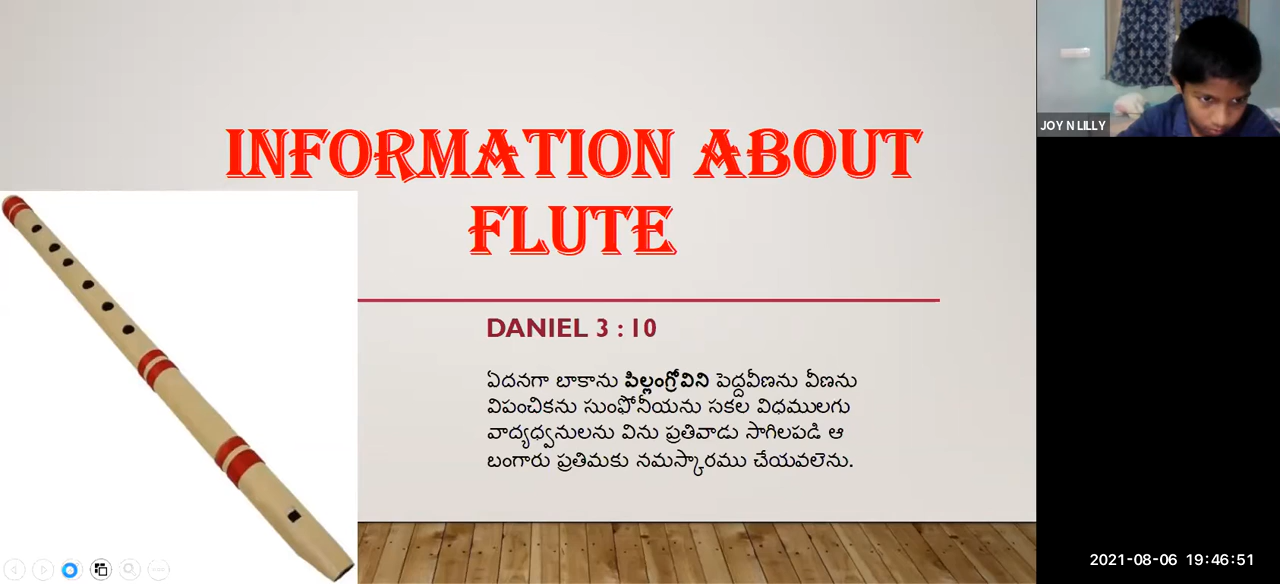 INFORMATION ABOUT
FLUTE
DANIEL 3 : 10
ఏదనగా బాకాను పిల్లంగ్రోవిని పెద్దవీణను వీణను
విపంచికను సుంఫోనీయను సకల విధములగు
వాద్యధ్వనులను విను ప్రతివాడు సాగిలపడి ఆ
బంగారు ప్రతిమకు నమస్కారము చేయవలెను.
JOY N LILLY
2021-08-06 19:46:51